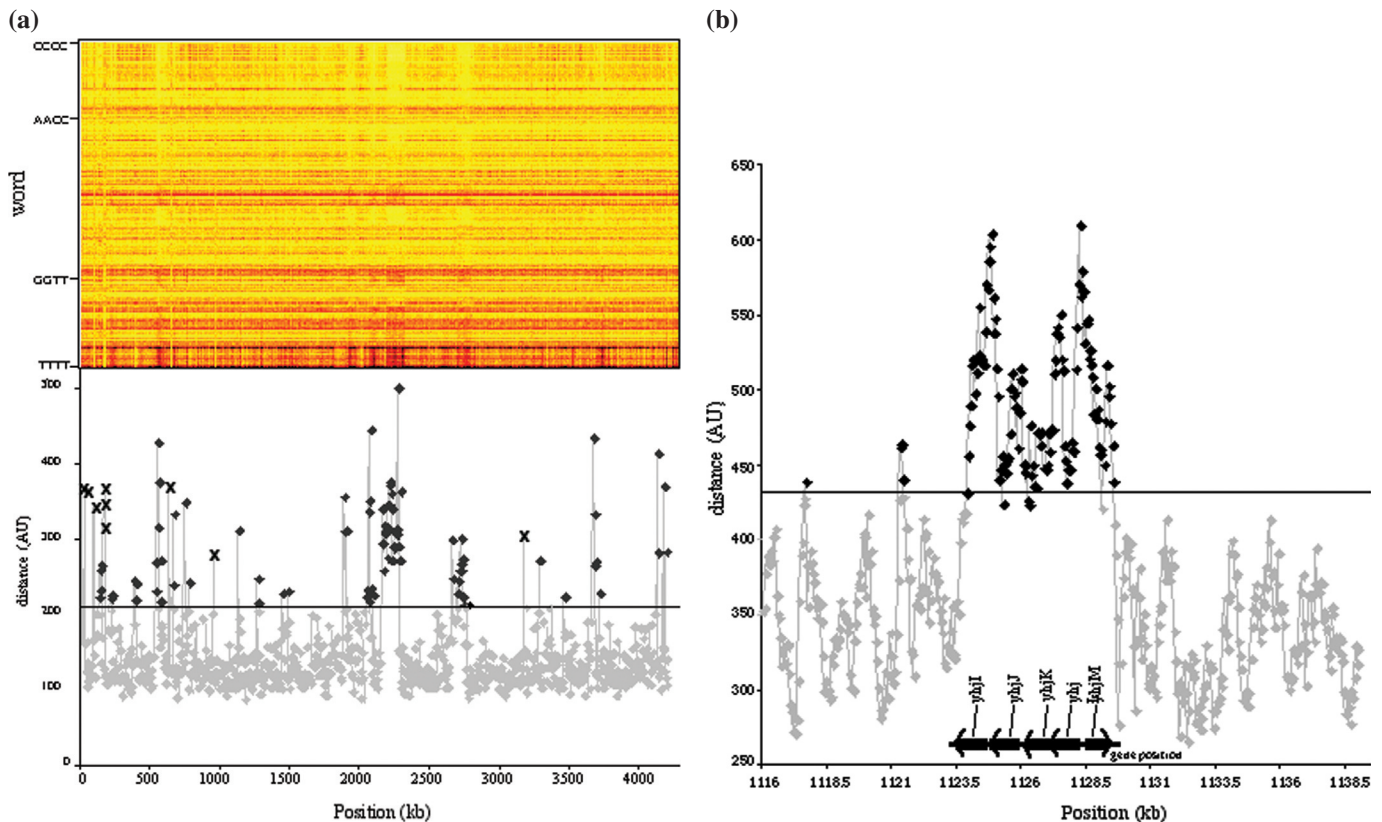 (a)
(b)
CCCC
AACC
GGTT
TTTT
word
500
400
300
200
100
0
distance (AU)
0 500 1000 1500 2000 2500 3000 3500 4000
Position (kb)
650
600
550
500
450
400
350
300
250
distance (AU)
yhjI
yhjJ
yhjK
yhj
yhjM
gene position
1116 1118.5 1121 1123.5 1126 1128.5 1131 1133.5 1136 1138.5
Position (kb)